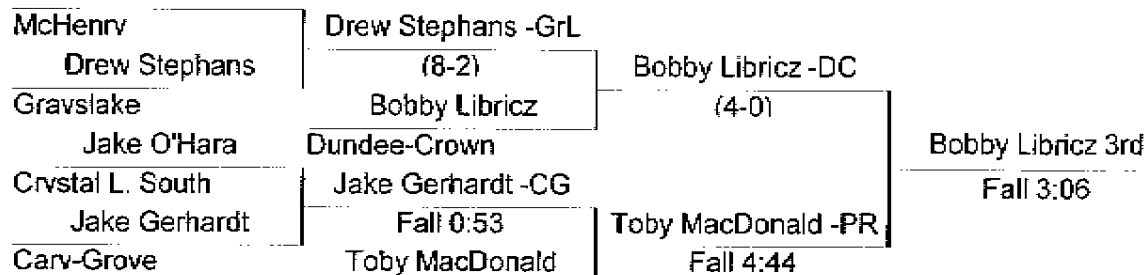 McHenry
Drew Stephans -GrL
Drew Stephans
(8-2)
Bobby Libricz -DC
Grayslake
Bobby Libricz
(4-0)
Jake O'Hara
Dundee-Crown
Bobby Libricz 3rd
Crystal L. South
Jake Gerhardt -CG
Fall 3:06
Jake Gerhardt
Fall 0:53
Toby MacDonald -PR
Cary-Grove
Toby MacDonald
Fall 4:44